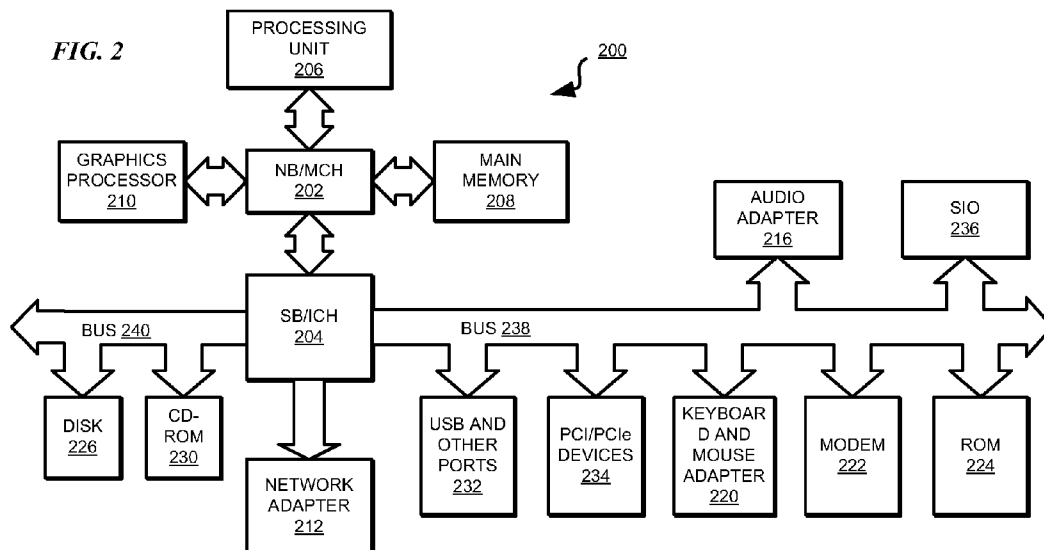 FIG. 2
PROCESSING
UNIT
206
200
GRAPHICS
PROCESSOR
210
NB/MCH
202
MAIN
MEMORY
208
AUDIO
ADAPTER
216
SIO
236
SB/ICH
204
BUS 240
BUS 238
DISK
226
CD-
ROM
230
USB AND
OTHER
PORTS
232
PCI/PCIe
DEVICES
234
KEYBOAR
D AND
MOUSE
ADAPTER
220
MODEM
222
ROM
224
NETWORK
ADAPTER
212